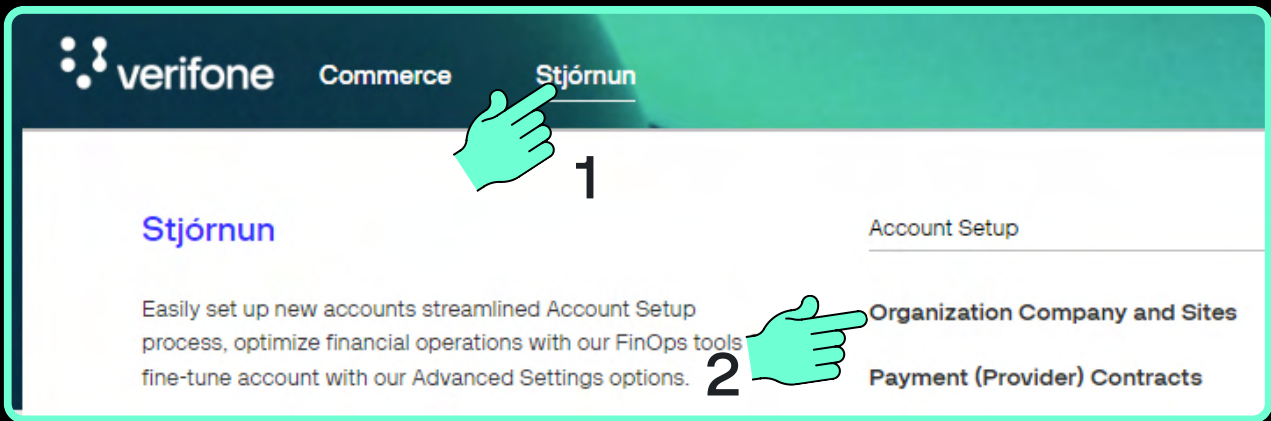 verifone Commerce Stjórnun
1
Stjórnun
Account Setup
Easily set up new accounts streamlined Account Setup
process, optimize financial operations with our FinOps tools
fine-tune account with our Advanced Settings options.
2
Organization Company and Sites
Payment (Provider) Contracts